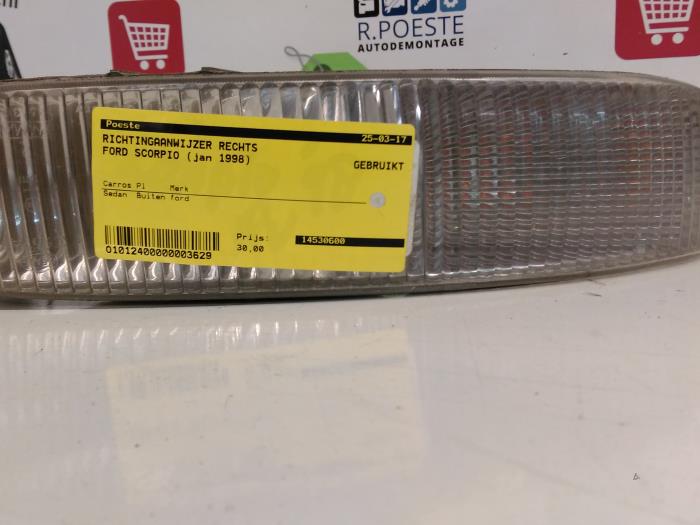 R.POESTE
AUTODEMONTAGE
Poeste 25-03-17
RICHTINGAANWIJZER RECHTS
FORD SCORPIO (jan 1998)
GEBRUIKT
Carros Pl Merk
Sedan Buiten ford
Prijs: 14530600
30,00
O1012400000003629